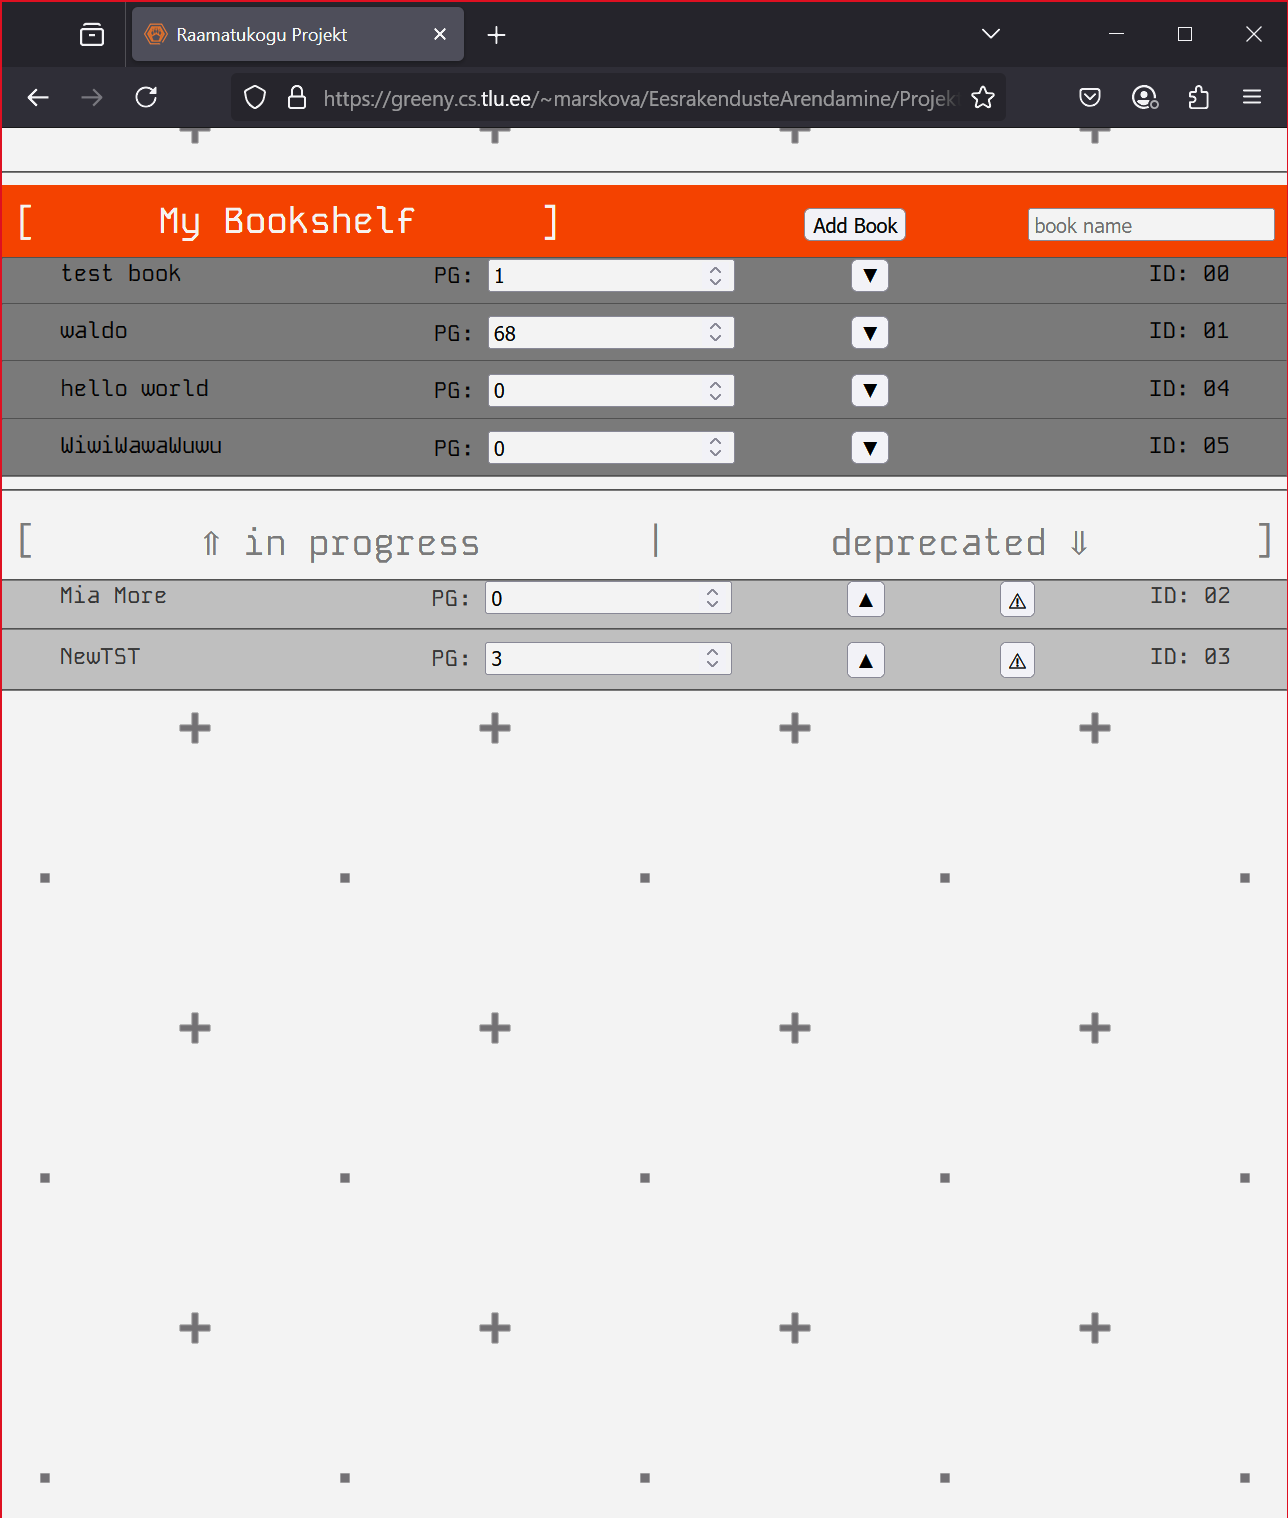 Raamatukogu Projekt
https://greeny.cs.tlu.ee/~marskova/EesrakendusteArendamine/Projek
[ My Bookshelf ] Add Book book name
test book PG: 1 ▼ ID: 00
waldo PG: 68 ▼ ID: 01
hello world PG: 0 ▼ ID: 04
WiwiWawaWuwu PG: 0 ▼ ID: 05
[ ⇑ in progress | deprecated ⇓ ]
Mia More PG: 0 ▲ ⚠ ID: 02
NewTST PG: 3 ▲ ⚠ ID: 03